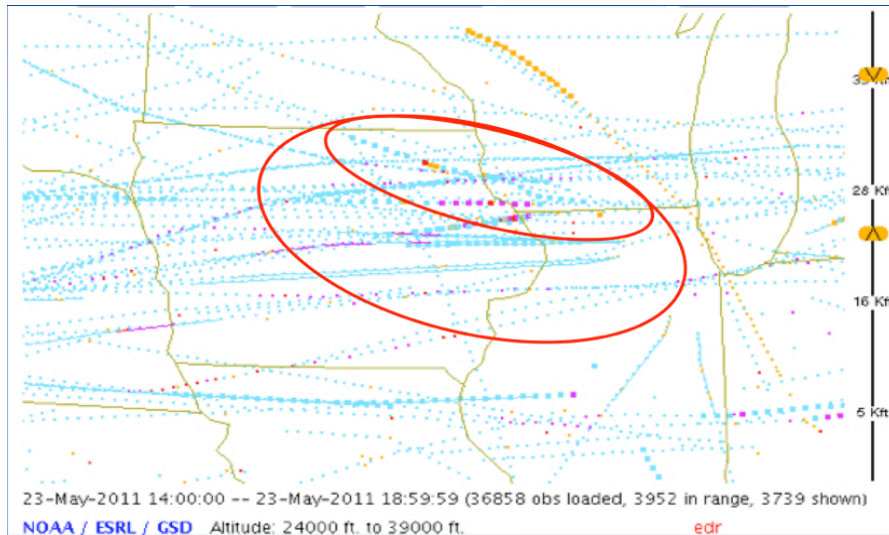 28 Kft
16 Kft
5 Kft
23-May-2011 14:00:00 -- 23-May-2011 18:59:59 (36858 obs loaded, 3952 in range, 3739 shown)
NOAA / ESRL / GSD Altitude: 24000 ft. to 39000 ft. edr